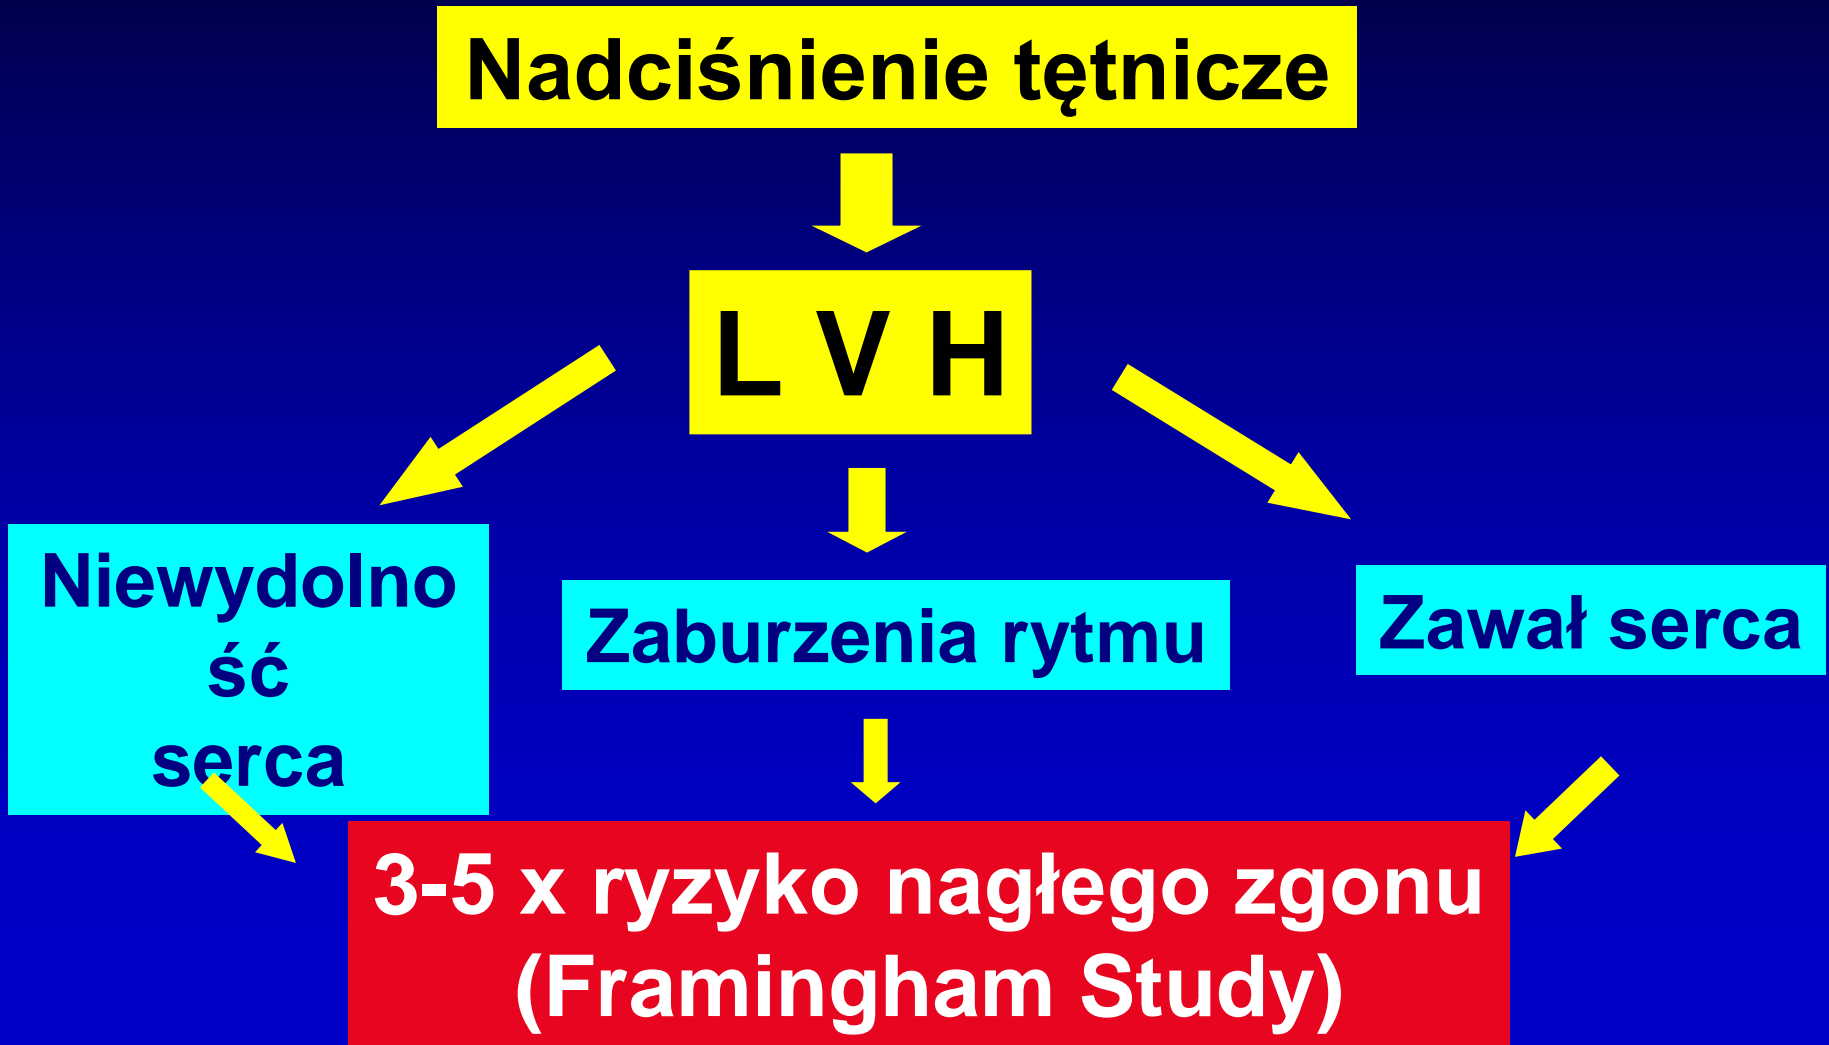 Nadciśnienie tętnicze
L V H
Niewydolno
ść
serca
Zaburzenia rytmu
Zawał serca
3-5 x ryzyko nagłego zgonu
(Framingham Study)